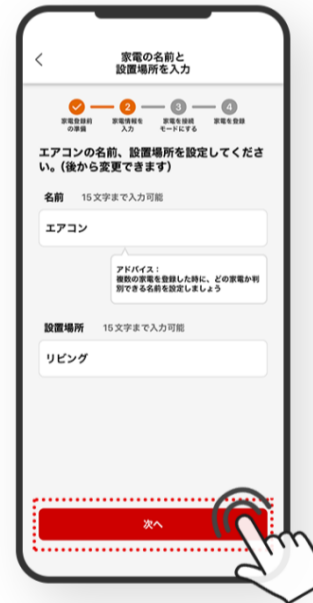 家電の名前と
設置場所を入力
2 3 4
家電登録前
の準備
家電情報を
入力
家電を接続
モードにする
家電を登録
エアコンの名前、設置場所を設定してくださ
い。(後から変更できます)
名前 15文字まで入力可能
エアコン
アドバイス：
複数の家電を登録した時に、どの家電か判
別できる名前を設定しましょう
設置場所 15文字まで入力可能
リビング
次へ